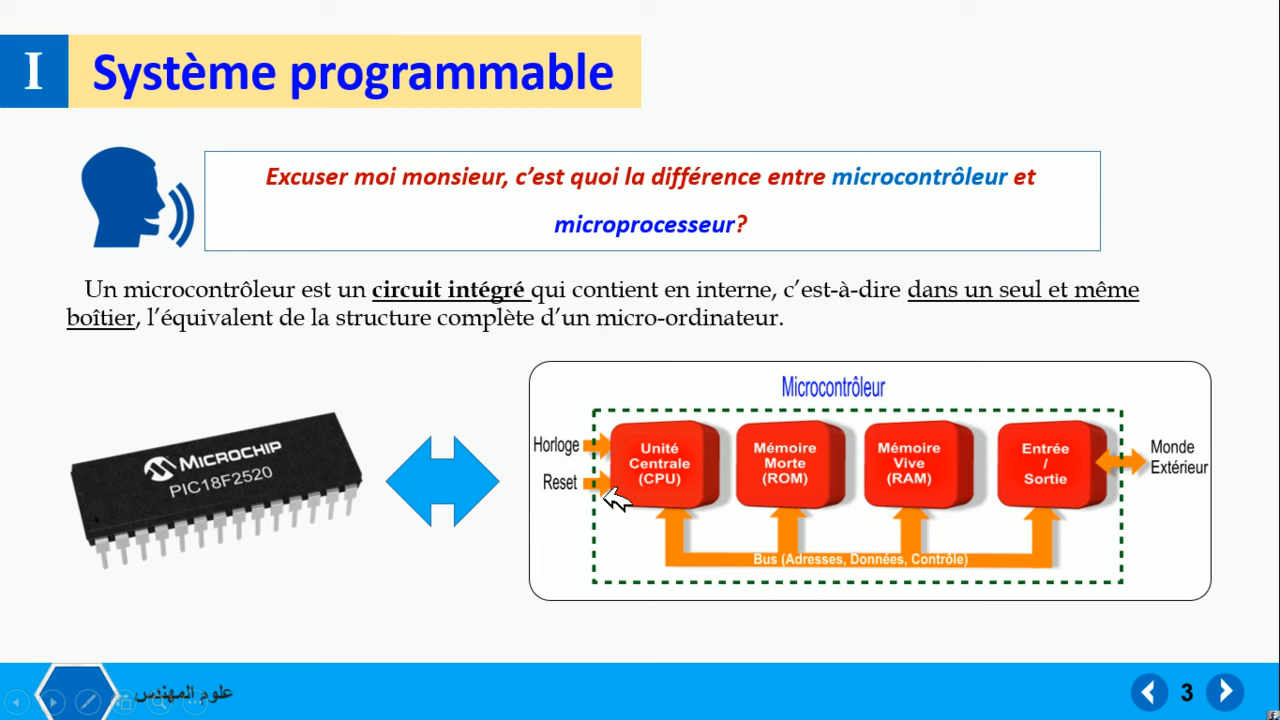 I
Système programmable
Excuser moi monsieur, c’est quoi la différence entre microcontrôleur et
microprocesseur?
Un microcontrôleur est un circuit intégré qui contient en interne, c’est-à-dire dans un seul et même
boîtier, l’équivalent de la structure complète d’un micro-ordinateur.
MICROCHIP
PIC18F2520
Microcontrôleur
Horloge
Reset
Unité
Centrale
(CPU)
Mémoire
Morte
(ROM)
Mémoire
Vive
(RAM)
Entrée
/
Sortie
Monde
Extérieur
Bus (Adresses, Données, Contrôle)
علوم المهندس
3